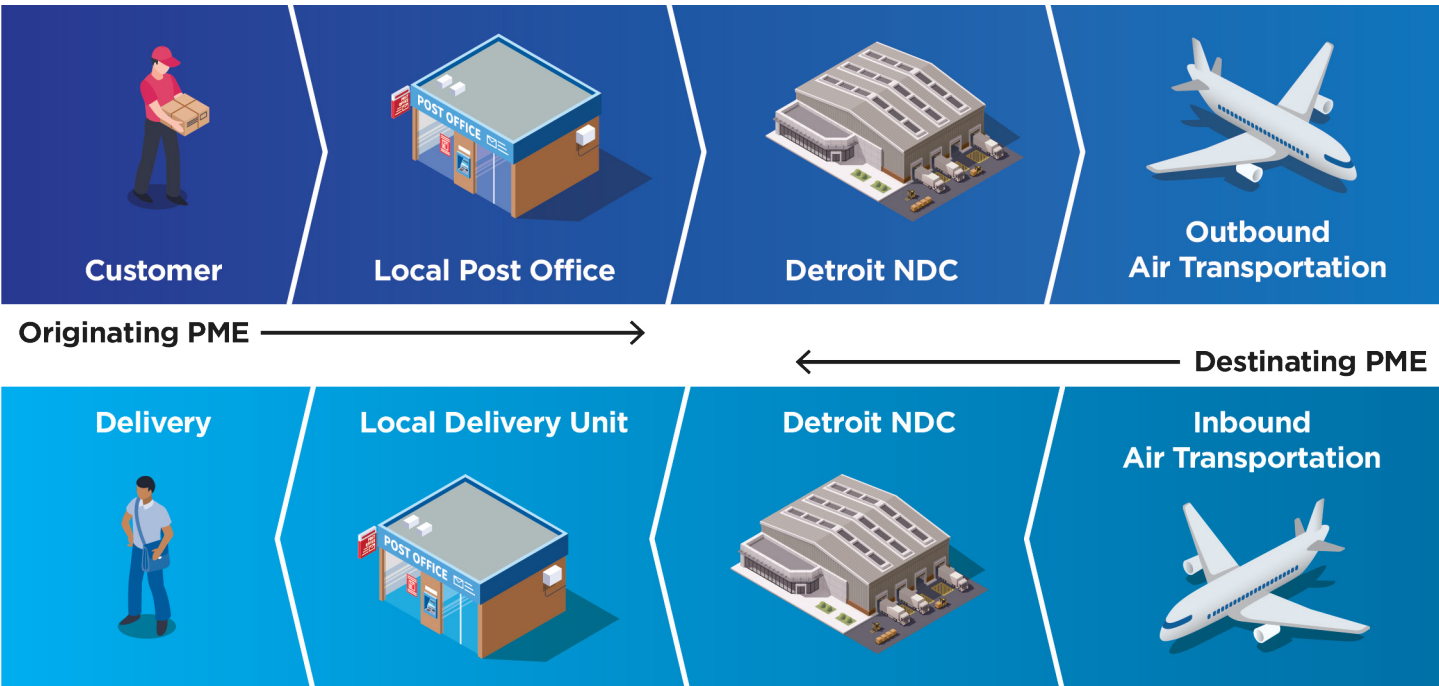 POST OFFICE
Customer
Local Post Office
Detroit NDC
Outbound
Air Transportation
Originating PME
Destinating PME
Delivery
Local Delivery Unit
Detroit NDC
Inbound
Air Transportation
POST OFFICE